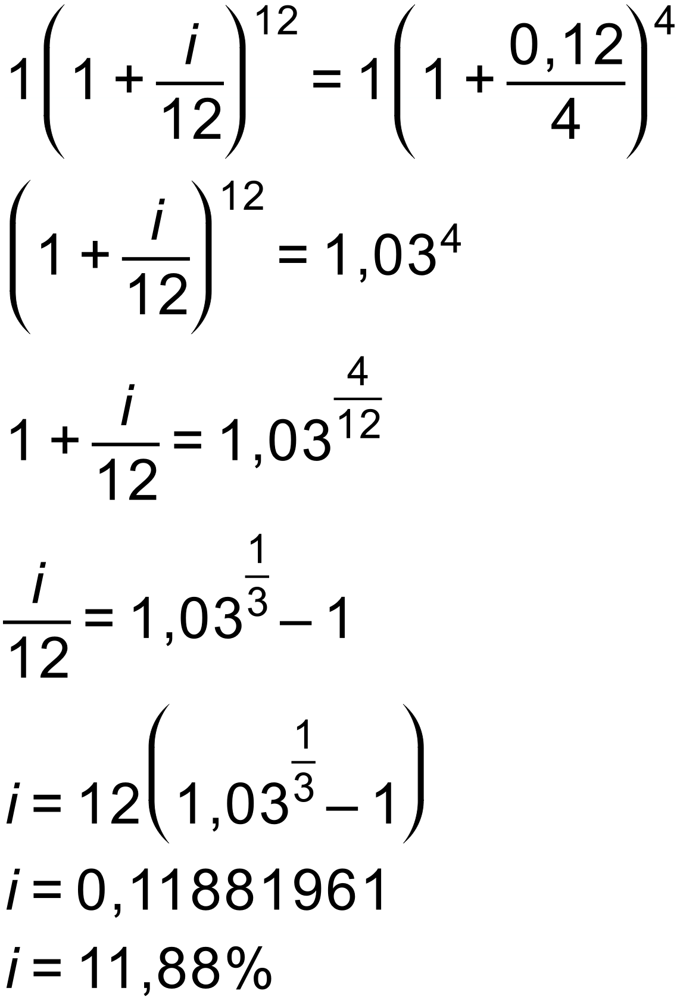 1(1 + i/12)^12 = 1(1 + 0,12/4)^4
(1 + i/12)^12 = 1,03^4
1 + i/12 = 1,03^(4/12)
i/12 = 1,03^(1/3) – 1
i = 12(1,03^(1/3) – 1)
i = 0,11881961
i = 11,88%